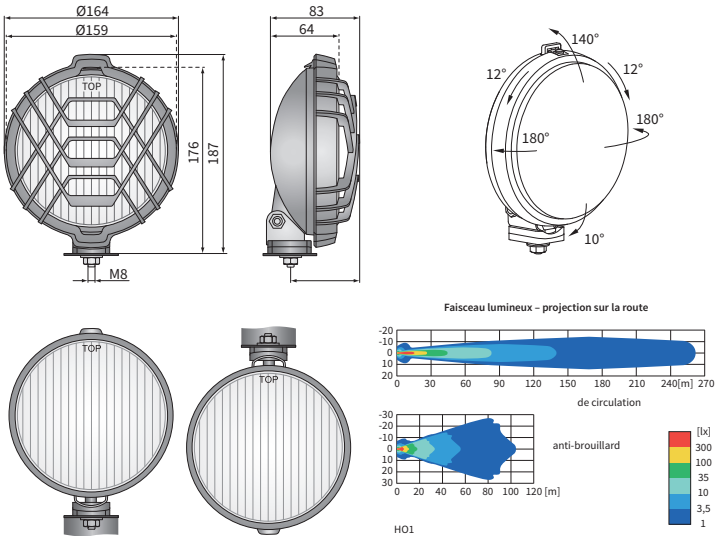 Ø164
Ø159
TOP
176
187
M8
83
64
140°
12°
12°
180°
180°
10°
TOP
TOP
Faisceau lumineux – projection sur la route
-20
-10
0
10
20
0 30 60 90 120 150 180 210 240[m] 270
de circulation
-30
-20
-10
0
10
20
30
0 20 40 60 80 100 120 [m]
anti-brouillard
[lx]
300
100
35
10
3,5
1
HO1